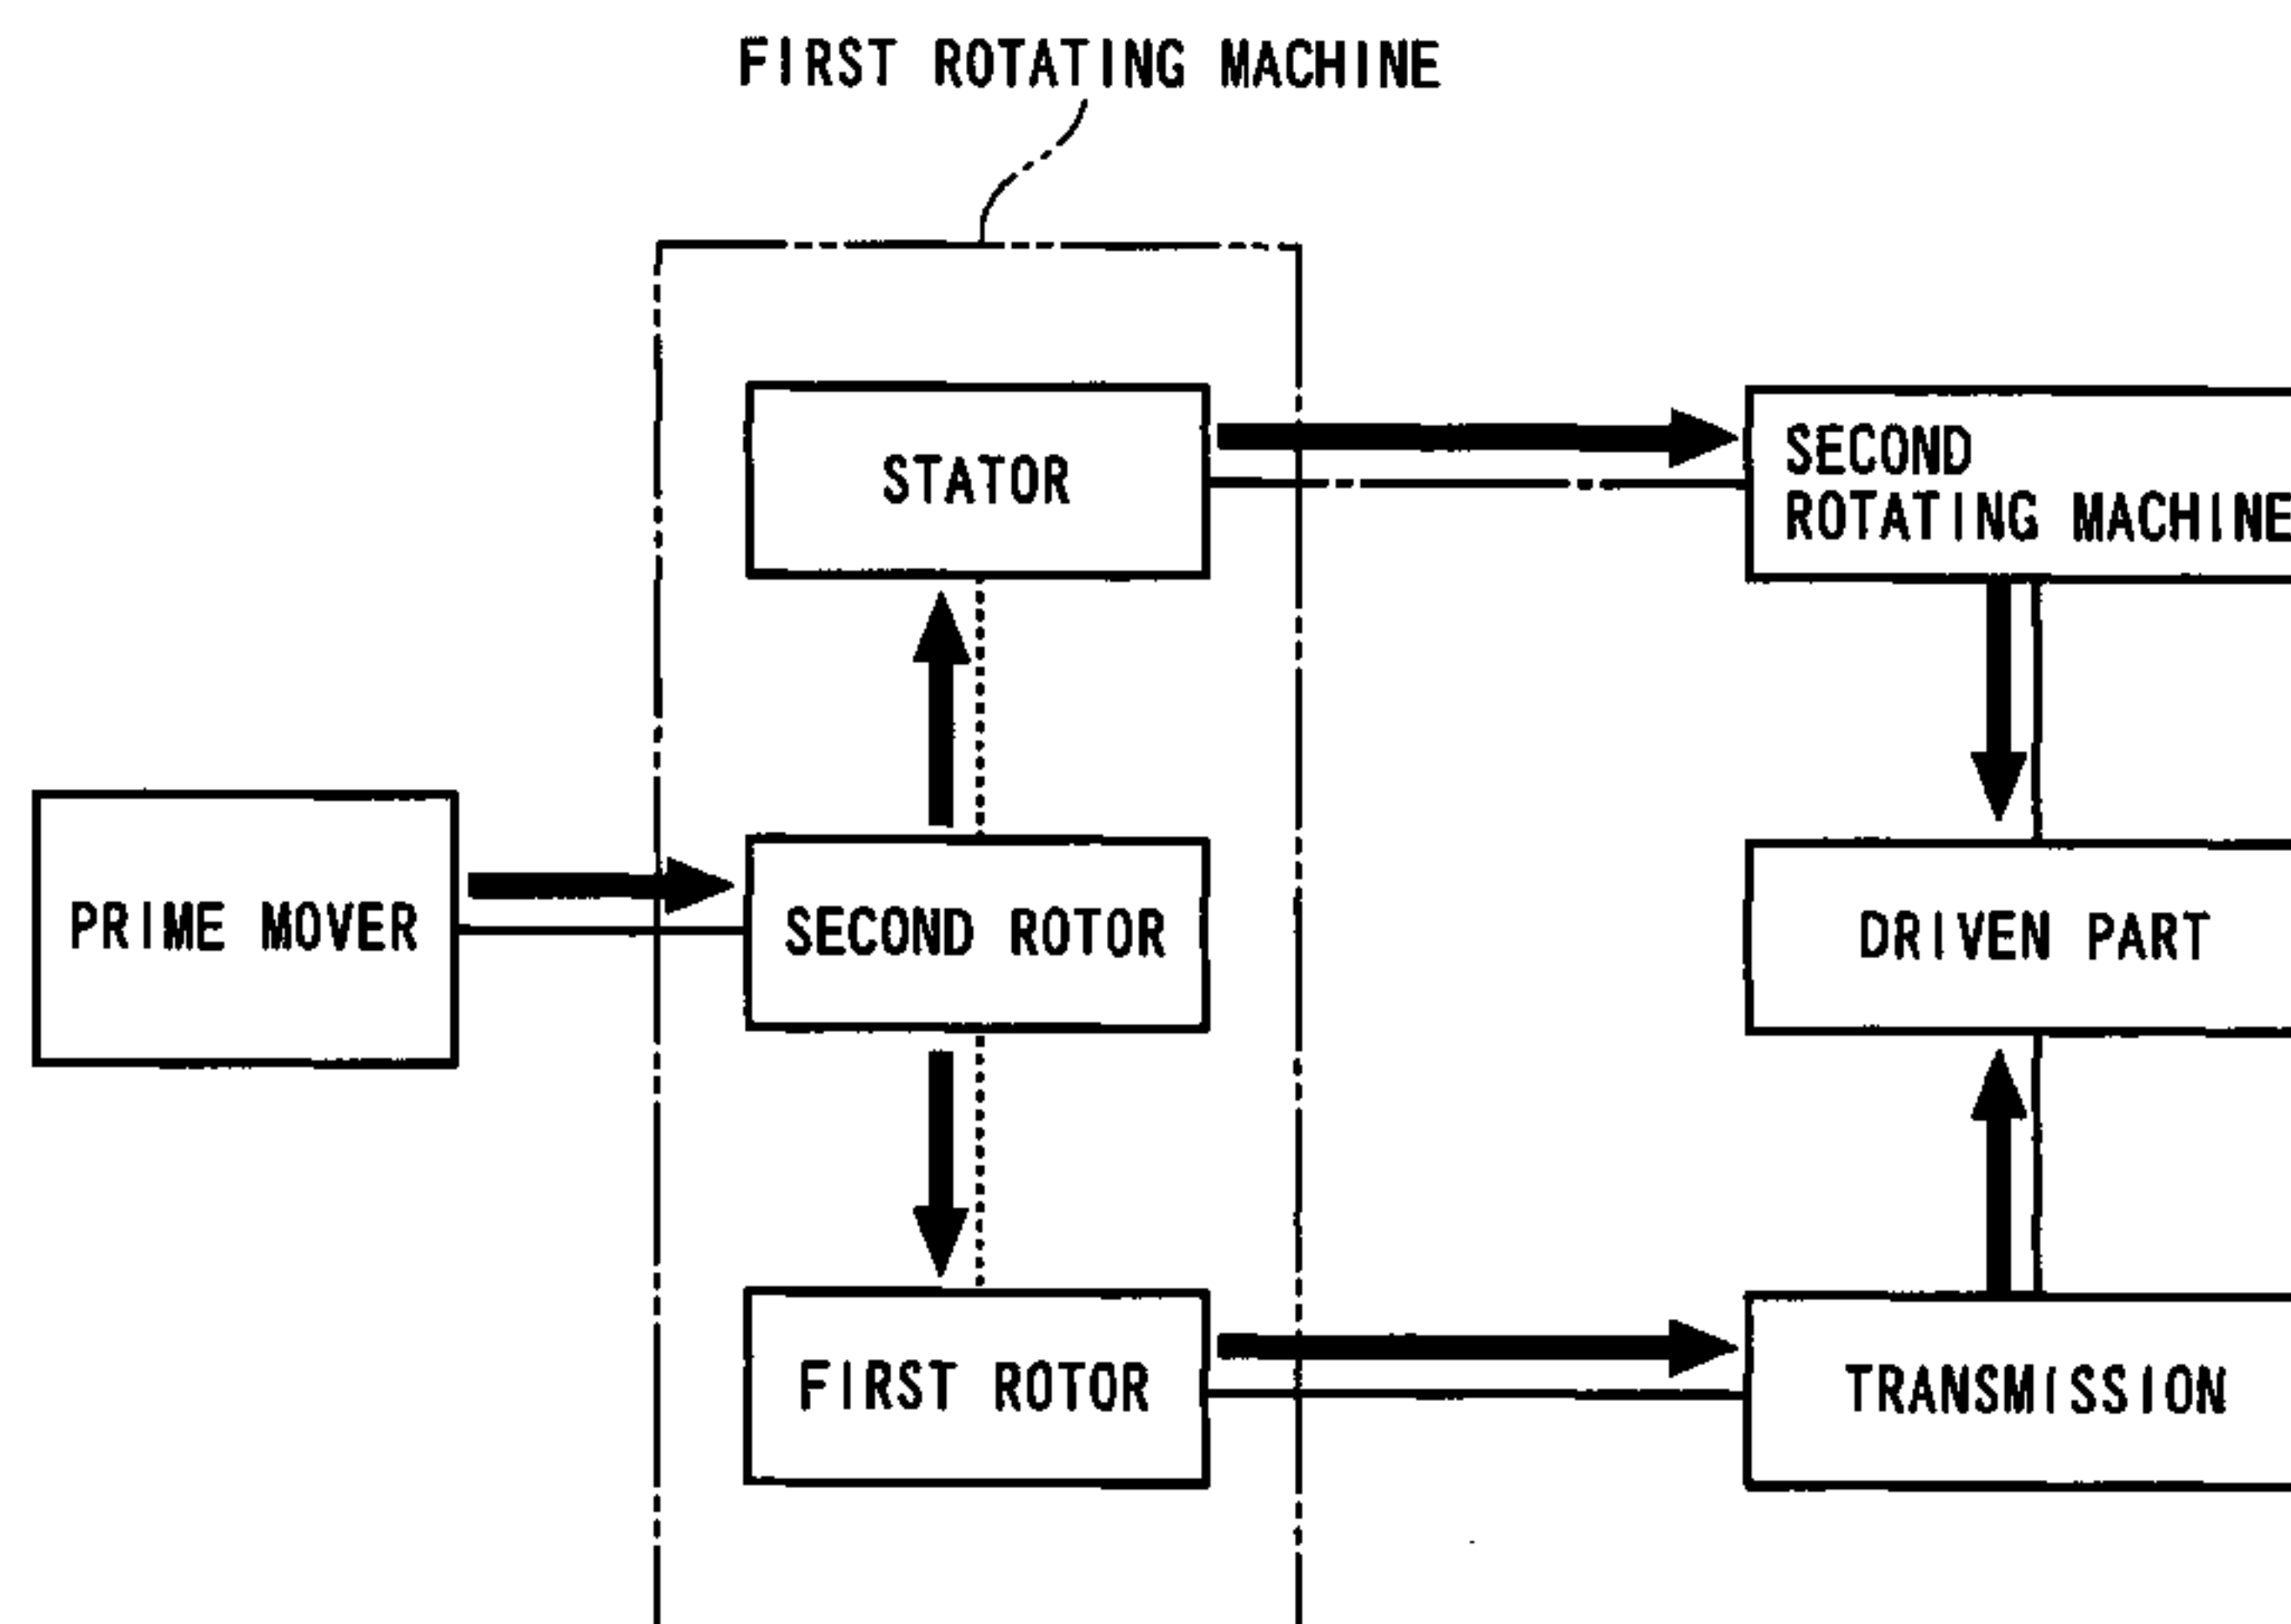 FIRST ROTATING MACHINE
STATOR
SECOND
ROTATING MACHINE
PRIME MOVER
SECOND ROTOR
DRIVEN PART
FIRST ROTOR
TRANSMISSION